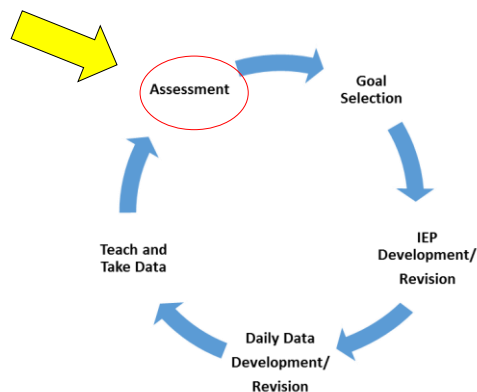 Assessment
Goal
Selection
IEP
Development/
Revision
Daily Data
Development/
Revision
Teach and
Take Data